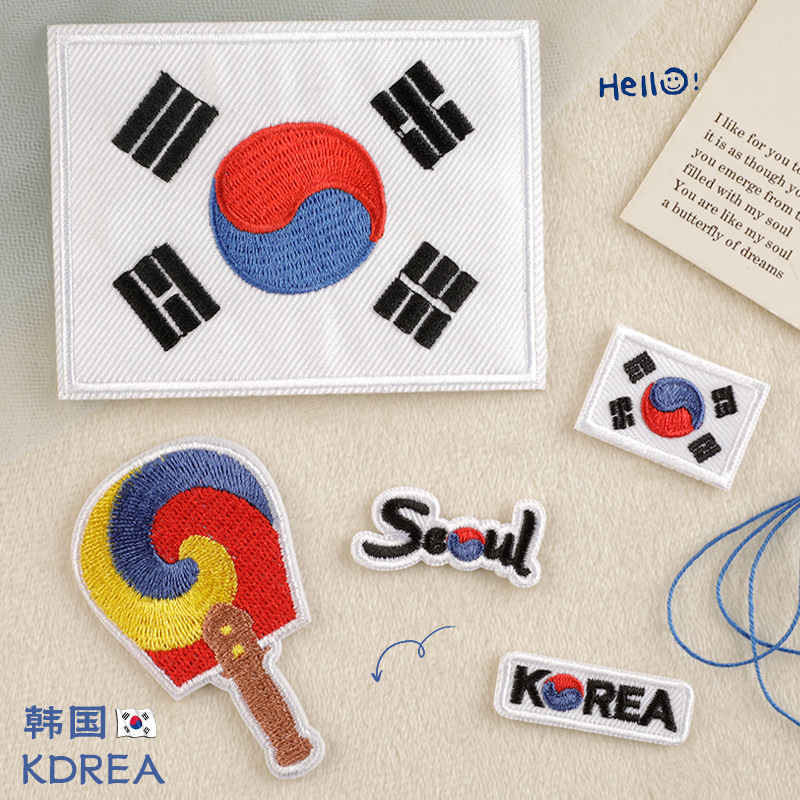 HellO!
I like for you to
it is as though yo
you emerge from t
filled with my soul
You are like my soul
a butterfly of dreams
Seoul
KOREA
韩国
KDREA